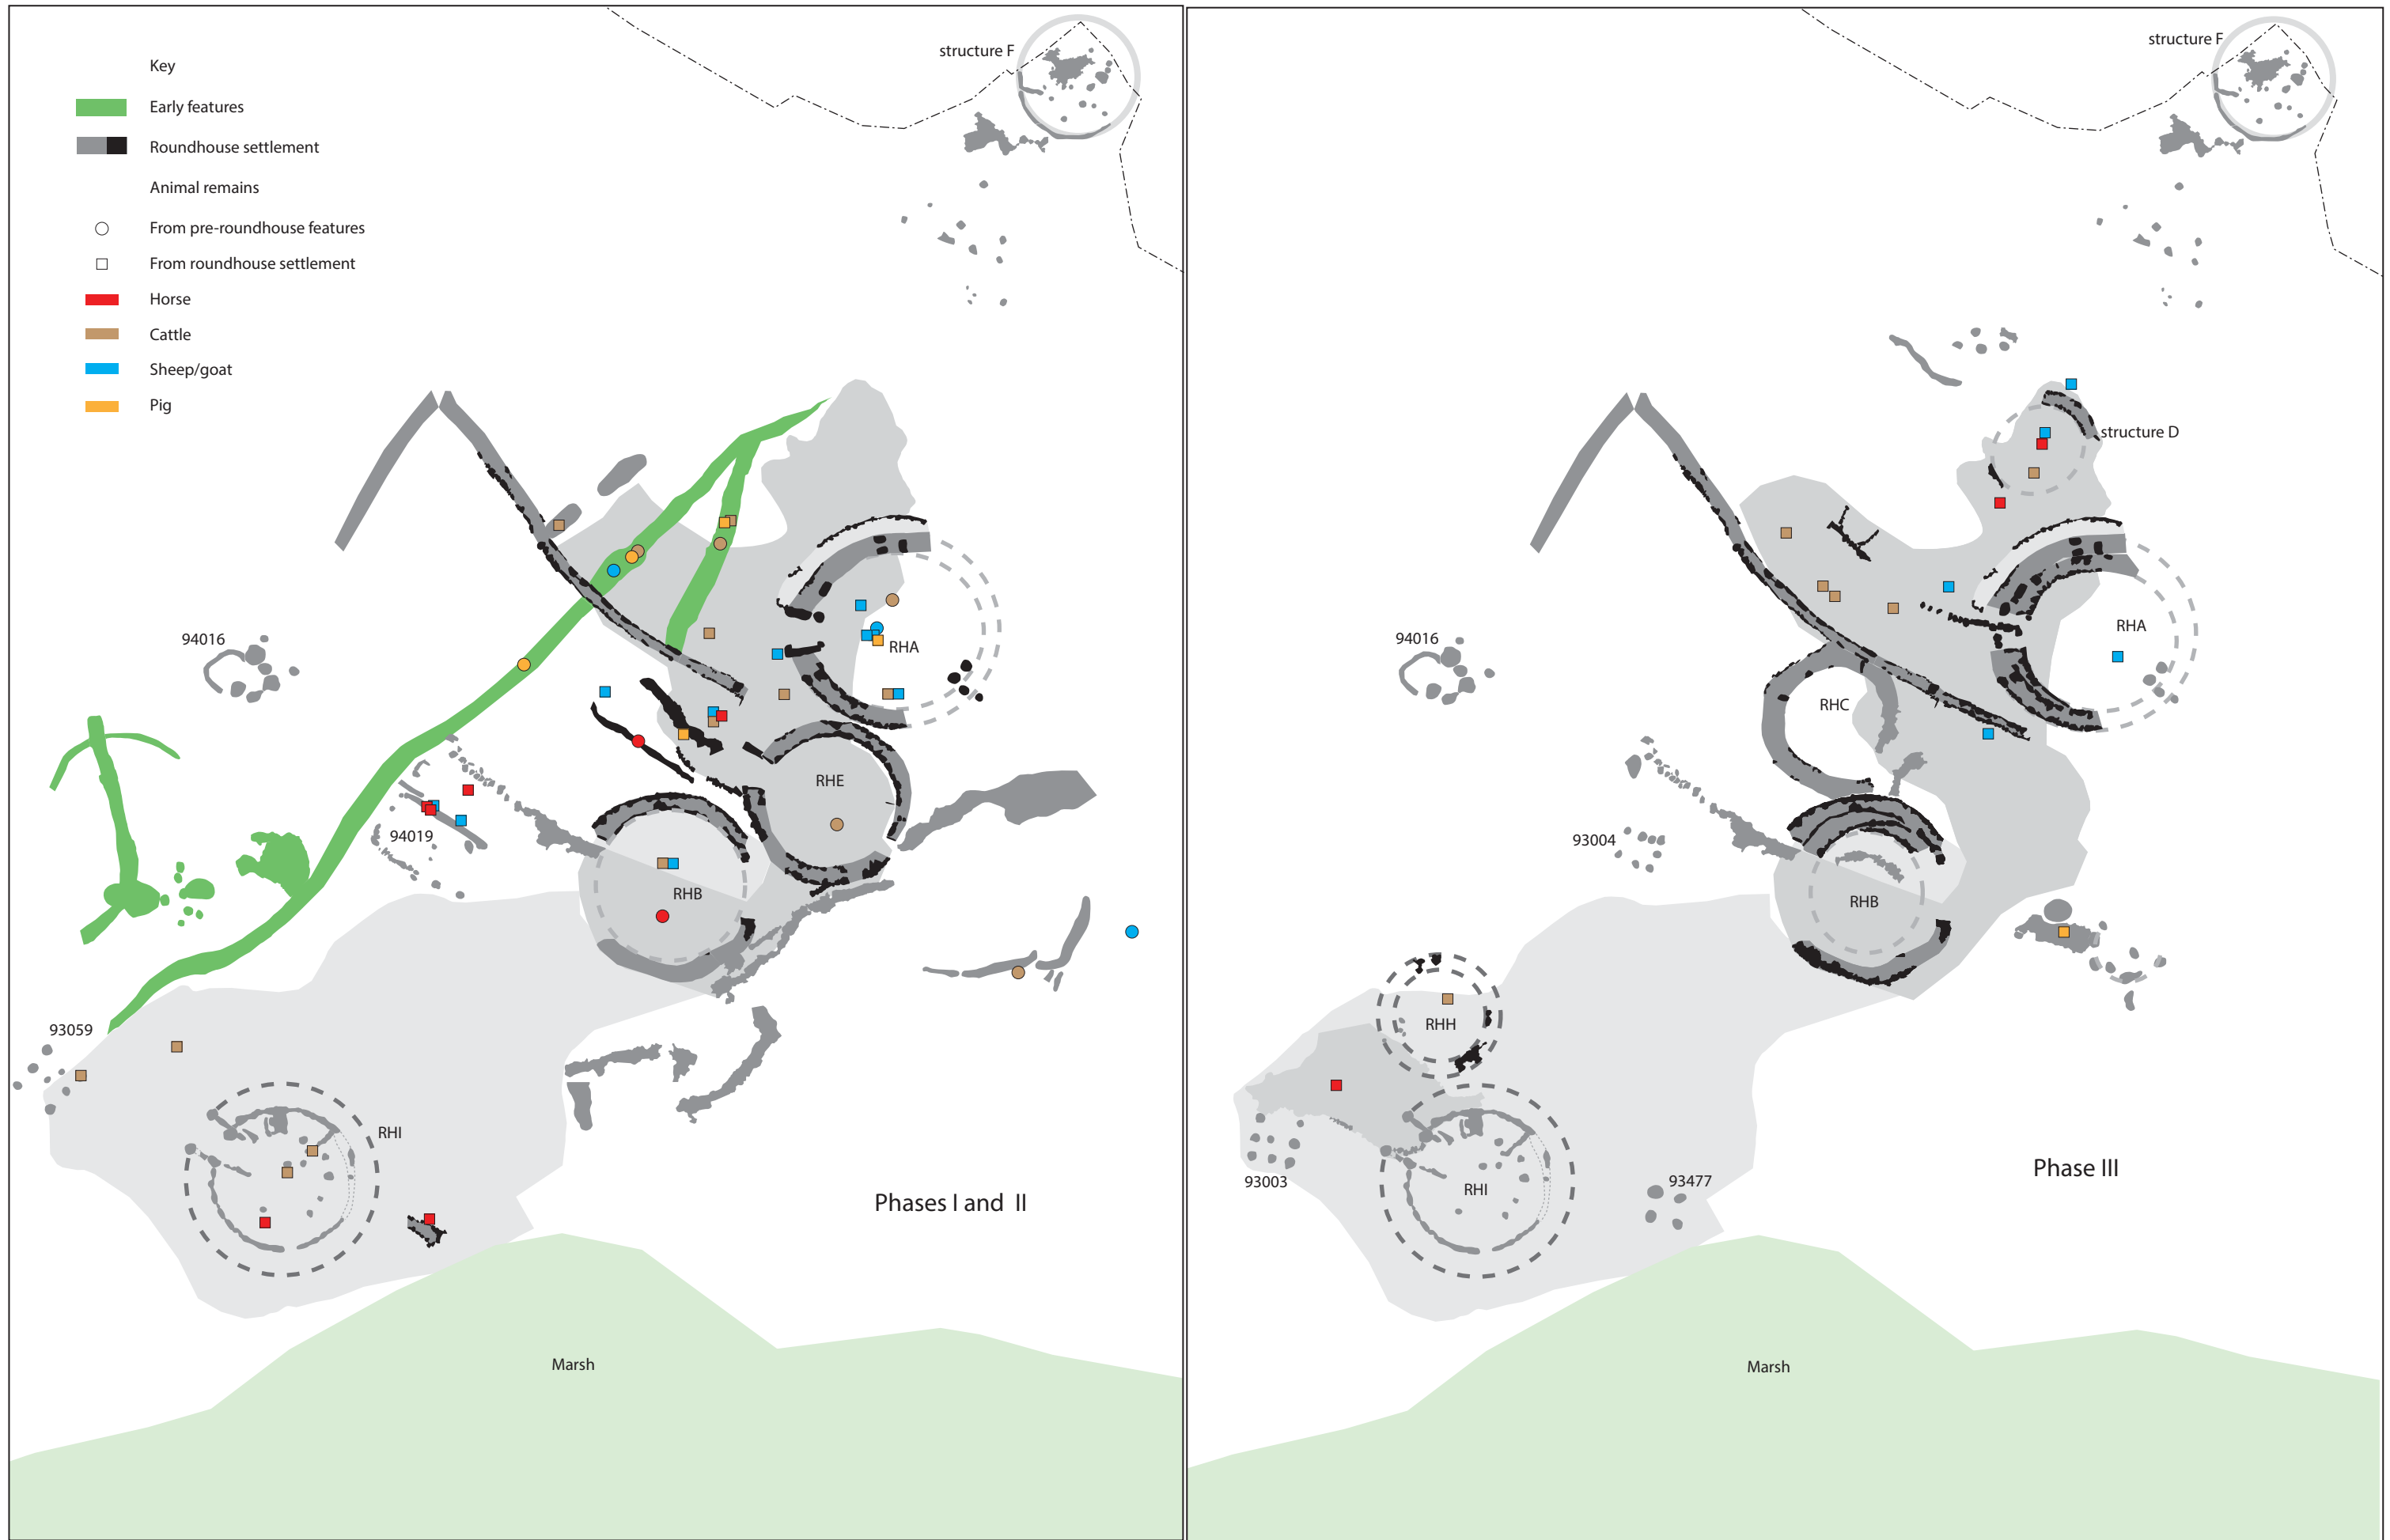 Key
Early features
Roundhouse settlement
Animal remains
From pre-roundhouse features
From roundhouse settlement
Horse
Cattle
Sheep/goat
Pig
structure F
94016
RHA
RHE
94019
RHB
93059
RHI
Phases I and II
Marsh
structure F
structure D
RHA
94016
RHC
93004
RHB
RHH
93003
RHI
93477
Phase III
Marsh